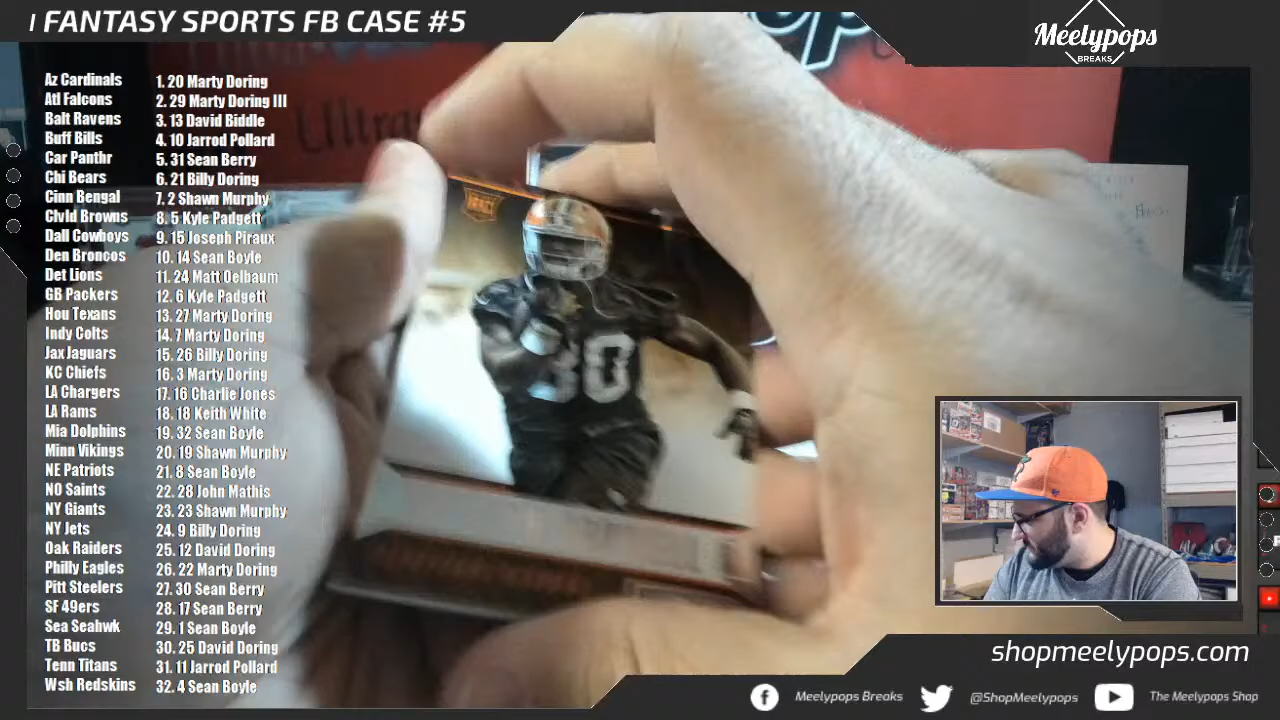 FANTASY SPORTS FB CASE #5
Meelypops
BREAKS
Az Cardinals 1. 20 Marty Doring
Atl Falcons 2. 29 Marty Doring III
Balt Ravens 3. 13 David Biddle
Buff Bills 4. 10 Jarrod Pollard
Car Panthr 5. 31 Sean Berry
Chi Bears 6. 21 Billy Doring
Cinn Bengal 7. 2 Shawn Murphy
Clvld Browns 8. 5 Kyle Padgett
Dall Cowboys 9. 15 Joseph Piraux
Den Broncos 10. 14 Sean Boyle
Det Lions 11. 24 Matt Oelbaum
GB Packers 12. 6 Kyle Padgett
Hou Texans 13. 27 Marty Doring
Indy Colts 14. 7 Marty Doring
Jax Jaguars 15. 26 Billy Doring
KC Chiefs 16. 3 Marty Doring
LA Chargers 17. 16 Charlie Jones
LA Rams 18. 18 Keith White
Mia Dolphins 19. 32 Sean Boyle
Minn Vikings 20. 19 Shawn Murphy
NE Patriots 21. 8 Sean Boyle
NO Saints 22. 28 John Mathis
NY Giants 23. 23 Shawn Murphy
NY Jets 24. 9 Billy Doring
Oak Raiders 25. 12 David Doring
Philly Eagles 26. 22 Marty Doring
Pitt Steelers 27. 30 Sean Berry
SF 49ers 28. 17 Sean Berry
Sea Seahwk 29. 1 Sean Boyle
TB Bucs 30. 25 David Doring
Tenn Titans 31. 11 Jarrod Pollard
Wsh Redskins 32. 4 Sean Boyle
Ultra
30
shopmeelypops.com
Meelypops Breaks
@ShopMeelypops
The Meelypops Shop